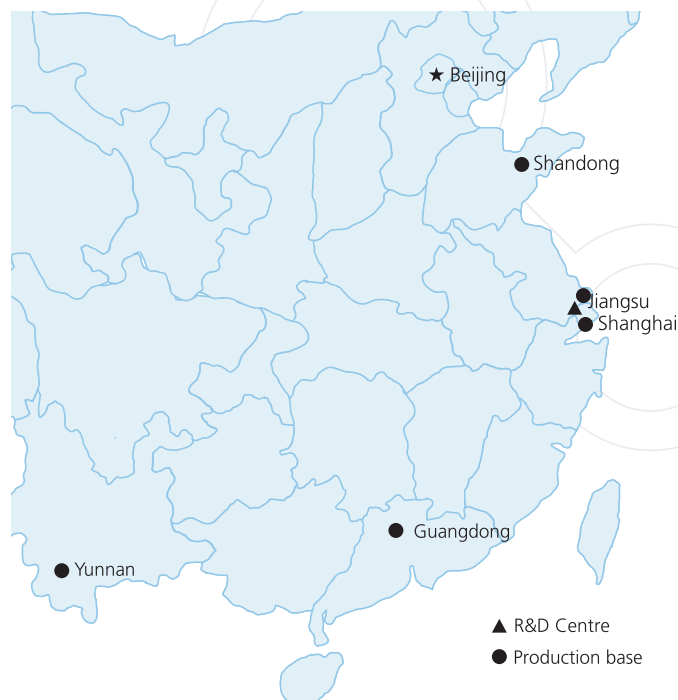 Beijing
Shandong
Jiangsu
Shanghai
Guangdong
Yunnan
R&D Centre
Production base